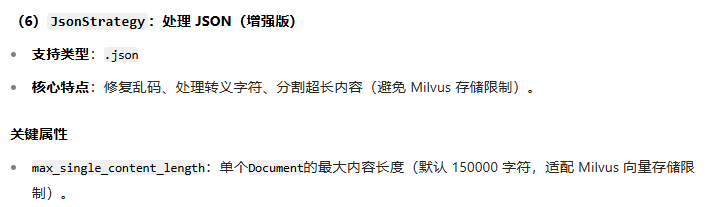 （6）JsonStrategy：处理 JSON（增强版）
• 支持类型：.json
• 核心特点：修复乱码、处理转义字符、分割超长内容（避免 Milvus 存储限制）。
关键属性
• max_single_content_length：单个Document的最大内容长度（默认 150000 字符，适配 Milvus 向量存储限
制）。